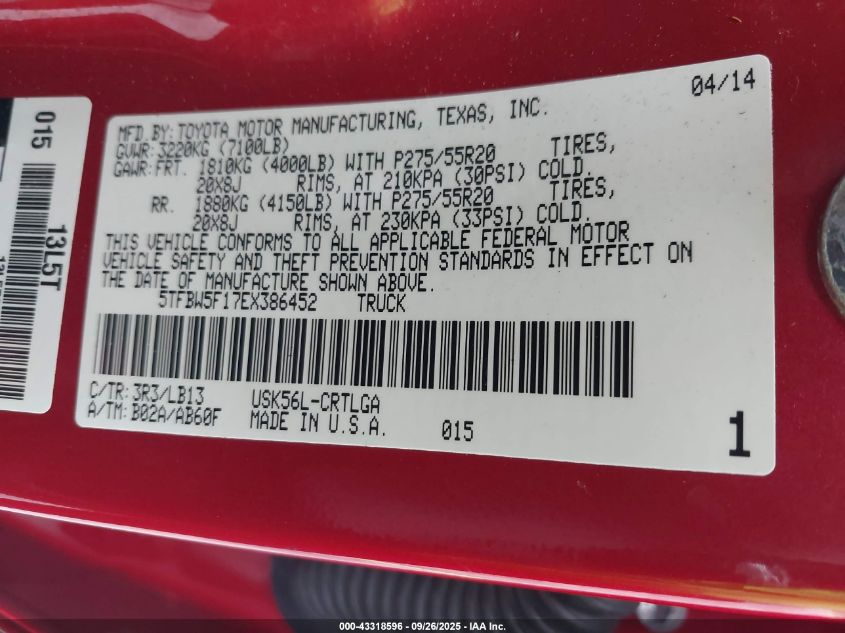 04/14
MFD.BY:TOYOTA MOTOR MANUFACTURING, TEXAS, INC.
GVWR:3220KG (7100LB)
GAWR:FRT. 1810KG (4000LB) WITH P275/55R20 TIRES,
20X8J RIMS, AT 210KPA (30PSI) COLD.
RR. 1880KG (4150LB) WITH P275/55R20 TIRES,
20X8J RIMS, AT 230KPA (33PSI) COLD.
THIS VEHICLE CONFORMS TO ALL APPLICABLE FEDERAL MOTOR
VEHICLE SAFETY AND THEFT PREVENTION STANDARDS IN EFFECT ON
THE DATE OF MANUFACTURE SHOWN ABOVE.
5TFBW5F17EX386452 TRUCK
C/TR:3R3/LB13 USK56L-CRTLGA
A/TM:B02A/AB60F MADE IN U.S.A. 015
1
015
13L5T
000-43318596 - 09/26/2025 - IAA Inc.